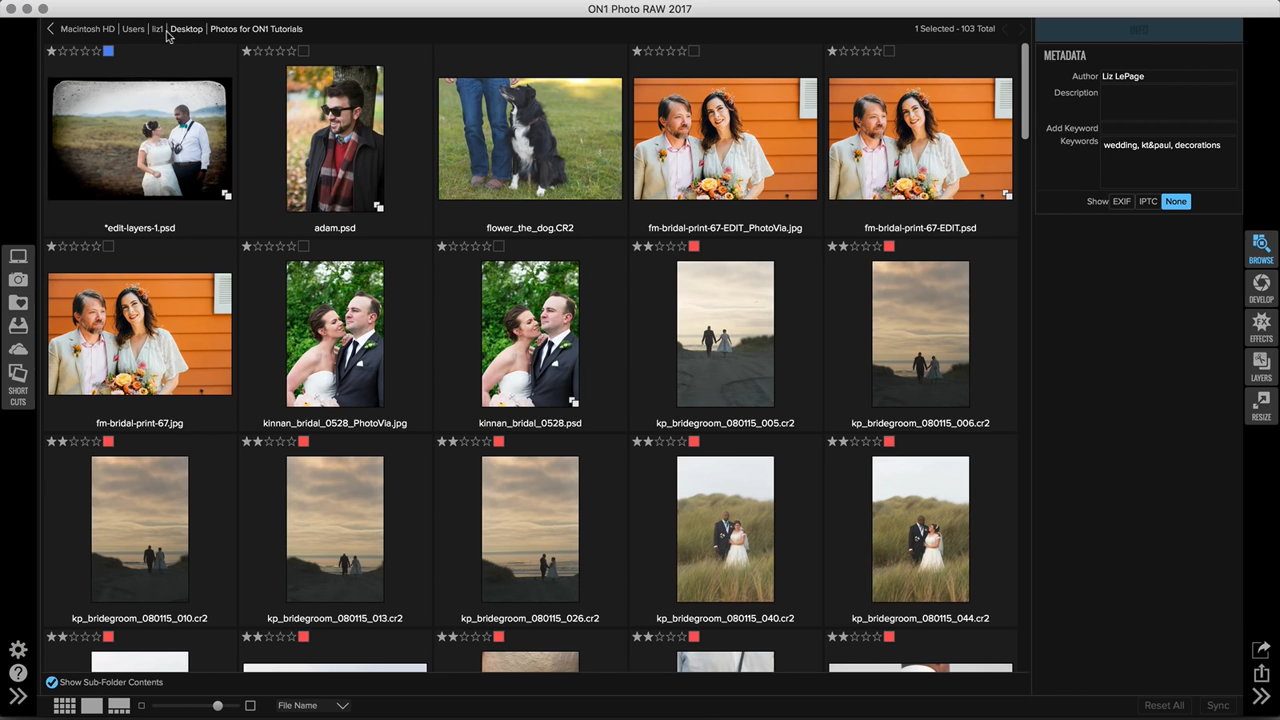 ON1 Photo RAW 2017
Macintosh HD | Users | liz1 | Desktop | Photos for ON1 Tutorials
1 Selected - 103 Total
INFO
METADATA
Author Liz LePage
Description
Add Keyword
Keywords wedding, kt&paul, decorations
Show EXIF IPTC None
*edit-layers-1.psd
adam.psd
flower_the_dog.CR2
fm-bridal-print-67-EDIT_PhotoVia.jpg
fm-bridal-print-67-EDIT.psd
fm-bridal-print-67.jpg
kinnan_bridal_0528_PhotoVia.jpg
kinnan_bridal_0528.psd
kp_bridegroom_080115_005.cr2
kp_bridegroom_080115_006.cr2
kp_bridegroom_080115_010.cr2
kp_bridegroom_080115_013.cr2
kp_bridegroom_080115_026.cr2
kp_bridegroom_080115_040.cr2
kp_bridegroom_080115_044.cr2
SHORT
CUTS
BROWSE
DEVELOP
EFFECTS
LAYERS
RESIZE
Show Sub-Folder Contents
File Name
Reset All
Sync